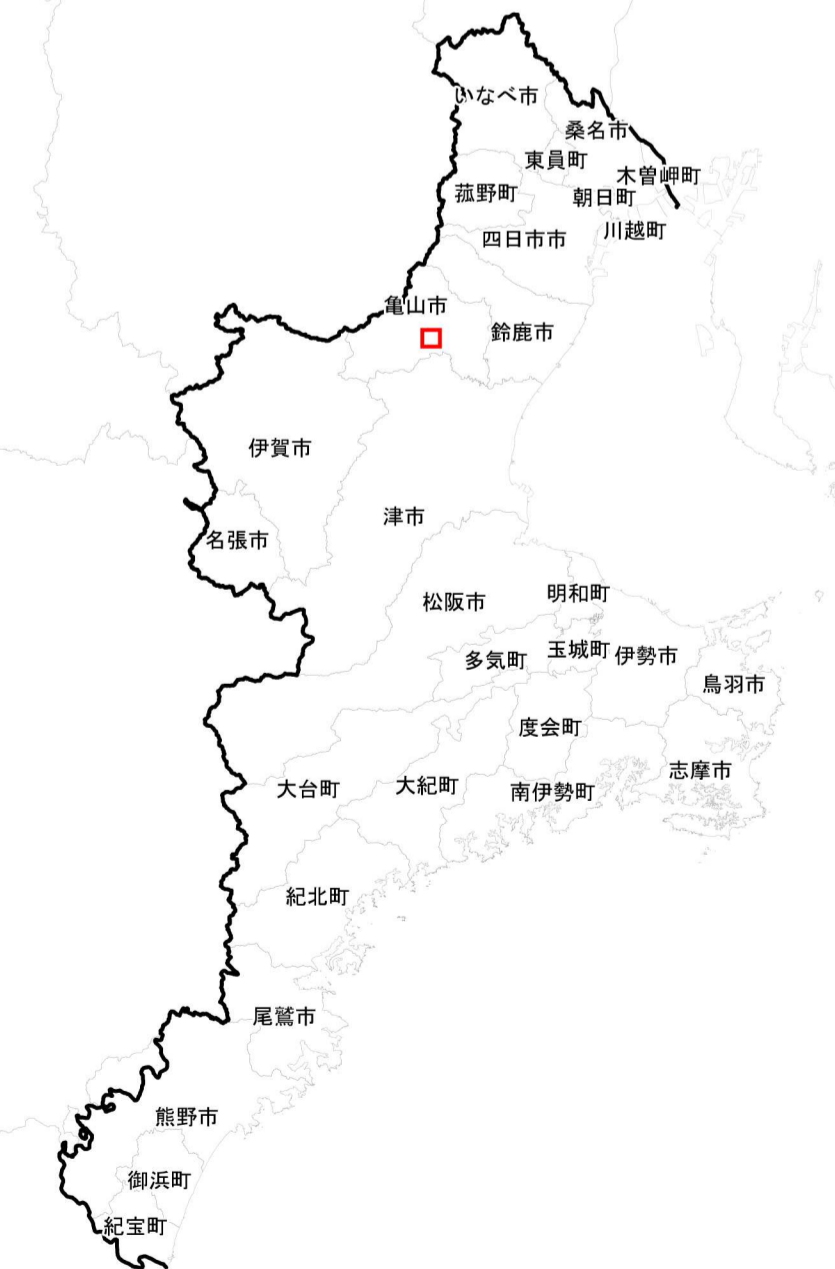 いなべ市
桑名市
東員町
木曽岬町
菰野町
朝日町
川越町
四日市市
亀山市
鈴鹿市
伊賀市
津市
名張市
松阪市
明和町
玉城町
伊勢市
多気町
鳥羽市
度会町
志摩市
大台町
大紀町
南伊勢町
紀北町
尾鷲市
熊野市
御浜町
紀宝町